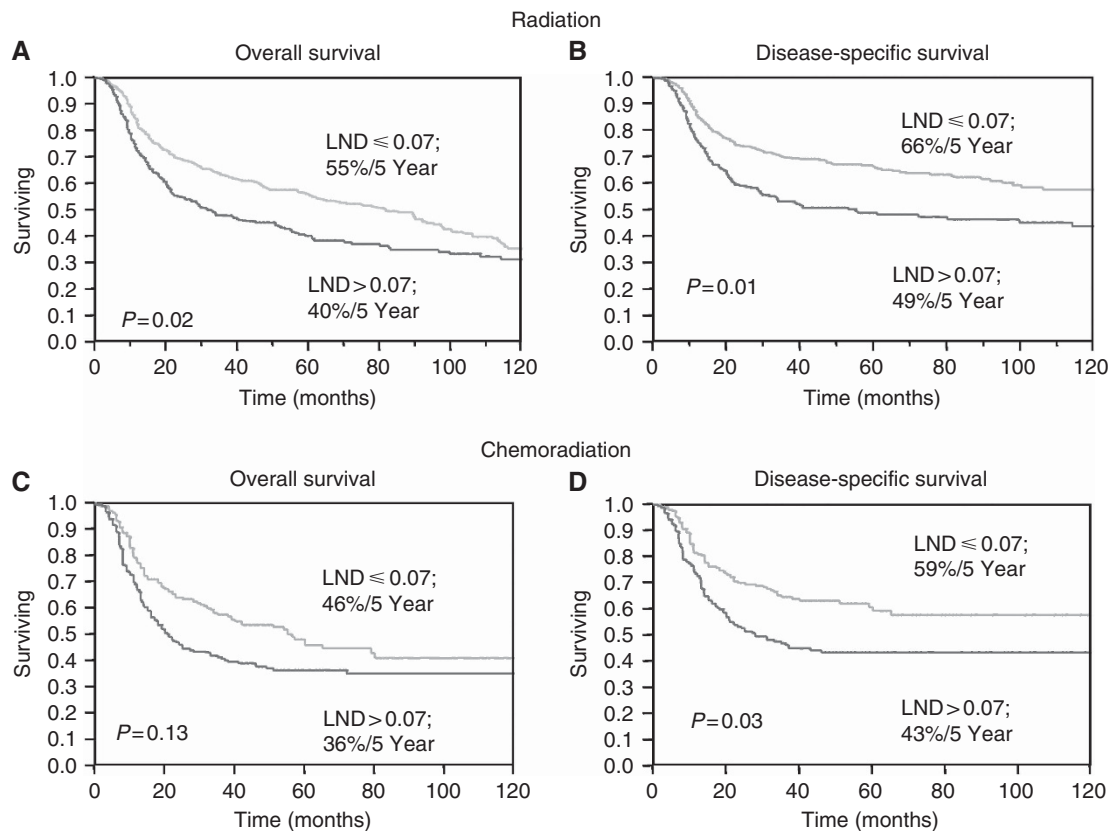 Radiation
A
Overall survival
1.0
0.9
0.8
0.7
0.6
0.5
0.4
0.3
0.2
0.1
0.0
Surviving
LND ≤ 0.07;
55%/5 Year
LND > 0.07;
40%/5 Year
P=0.02
0 20 40 60 80 100 120
Time (months)
B
Disease-specific survival
1.0
0.9
0.8
0.7
0.6
0.5
0.4
0.3
0.2
0.1
0.0
Surviving
LND ≤ 0.07;
66%/5 Year
LND > 0.07;
49%/5 Year
P=0.01
0 20 40 60 80 100 120
Time (months)
Chemoradiation
C
Overall survival
1.0
0.9
0.8
0.7
0.6
0.5
0.4
0.3
0.2
0.1
0.0
Surviving
LND ≤ 0.07;
46%/5 Year
LND > 0.07;
36%/5 Year
P=0.13
0 20 40 60 80 100 120
Time (months)
D
Disease-specific survival
1.0
0.9
0.8
0.7
0.6
0.5
0.4
0.3
0.2
0.1
0.0
Surviving
LND ≤ 0.07;
59%/5 Year
LND > 0.07;
43%/5 Year
P=0.03
0 20 40 60 80 100 120
Time (months)